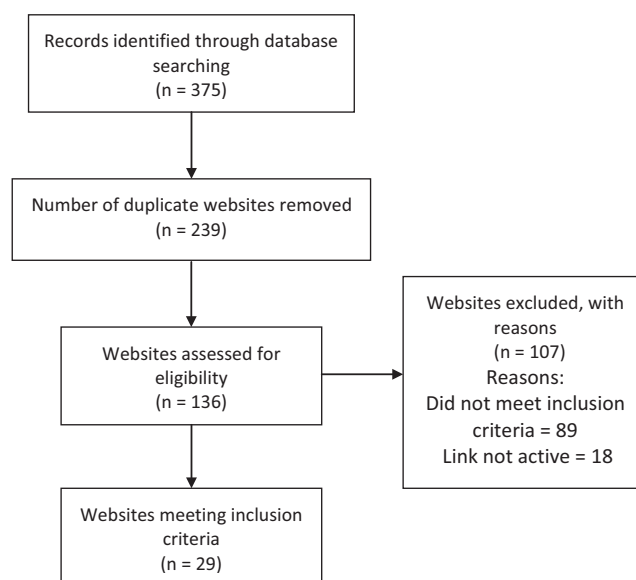 Records identified through database
searching
(n = 375)
Number of duplicate websites removed
(n = 239)
Websites assessed for
eligibility
(n = 136)
Websites excluded, with
reasons
(n = 107)
Reasons:
Did not meet inclusion
criteria = 89
Link not active = 18
Websites meeting inclusion
criteria
(n = 29)